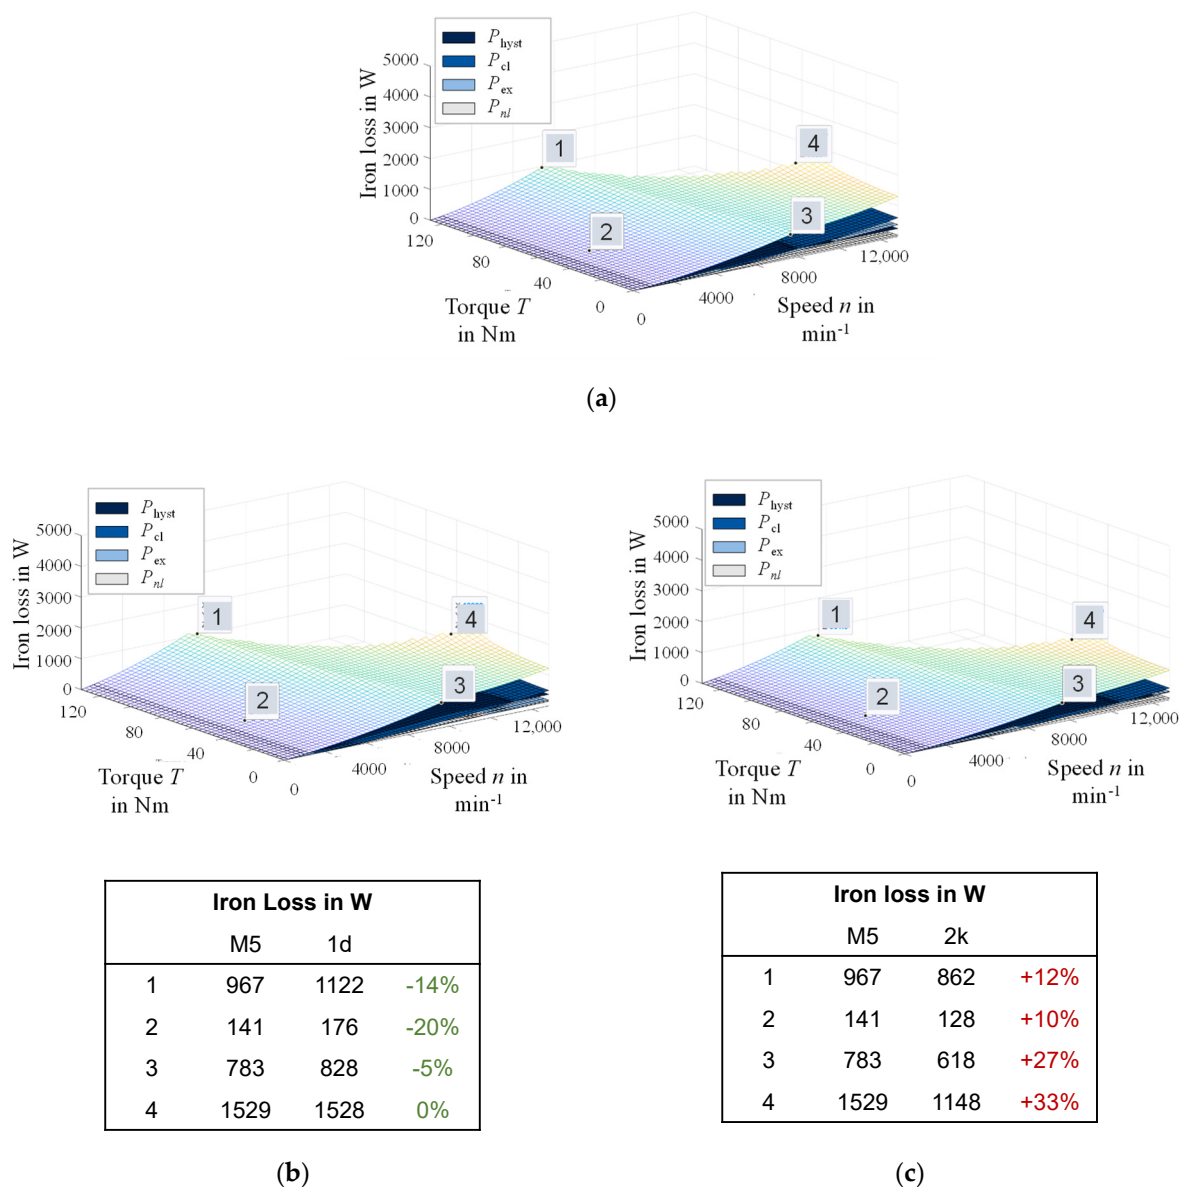 P_hyst
P_cl
P_ex
P_nl
Iron loss in W
5000
4000
3000
2000
1000
0
120
80
40
0
0
4000
8000
12,000
Torque T
in Nm
Speed n in
min-1
1
2
3
4
(a)
P_hyst
P_cl
P_ex
P_nl
Iron loss in W
5000
4000
3000
2000
1000
0
120
80
40
0
0
4000
8000
12,000
Torque T
in Nm
Speed n in
min-1
1
2
3
4
P_hyst
P_cl
P_ex
P_nl
Iron loss in W
5000
4000
3000
2000
1000
0
120
80
40
0
0
4000
8000
12,000
Torque T
in Nm
Speed n in
min-1
1
2
3
4
Iron Loss in W
M5 1d
1 967 1122 -14%
2 141 176 -20%
3 783 828 -5%
4 1529 1528 0%
(b)
Iron loss in W
M5 2k
1 967 862 +12%
2 141 128 +10%
3 783 618 +27%
4 1529 1148 +33%
(c)